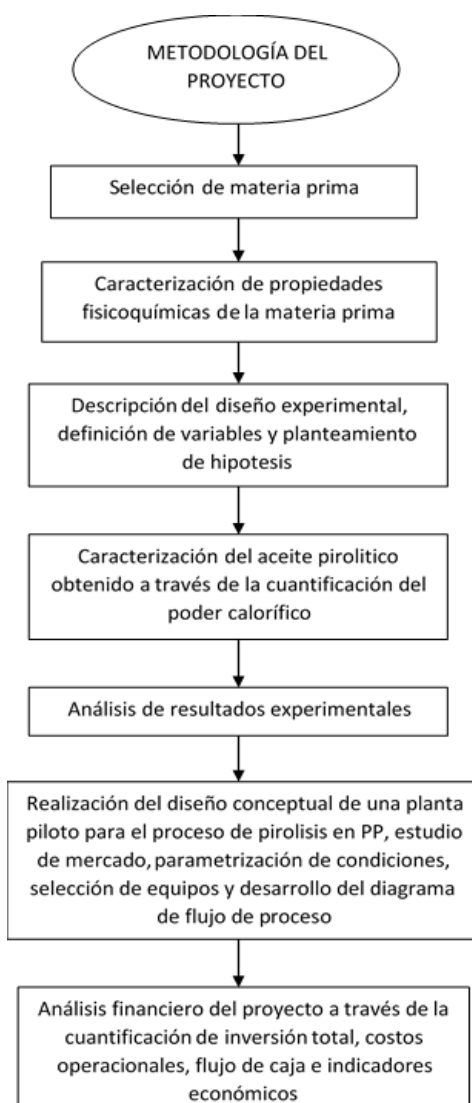 METODOLOGÍA DEL
PROYECTO
Selección de materia prima
Caracterización de propiedades
fisicoquímicas de la materia prima
Descripción del diseño experimental,
definición de variables y planteamiento
de hipotesis
Caracterización del aceite pirolitico
obtenido a través de la cuantificación del
poder calorífico
Análisis de resultados experimentales
Realización del diseño conceptual de una planta
piloto para el proceso de pirolisis en PP, estudio
de mercado, parametrización de condiciones,
selección de equipos y desarrollo del diagrama
de flujo de proceso
Análisis financiero del proyecto a través de la
cuantificación de inversión total, costos
operacionales, flujo de caja e indicadores
económicos